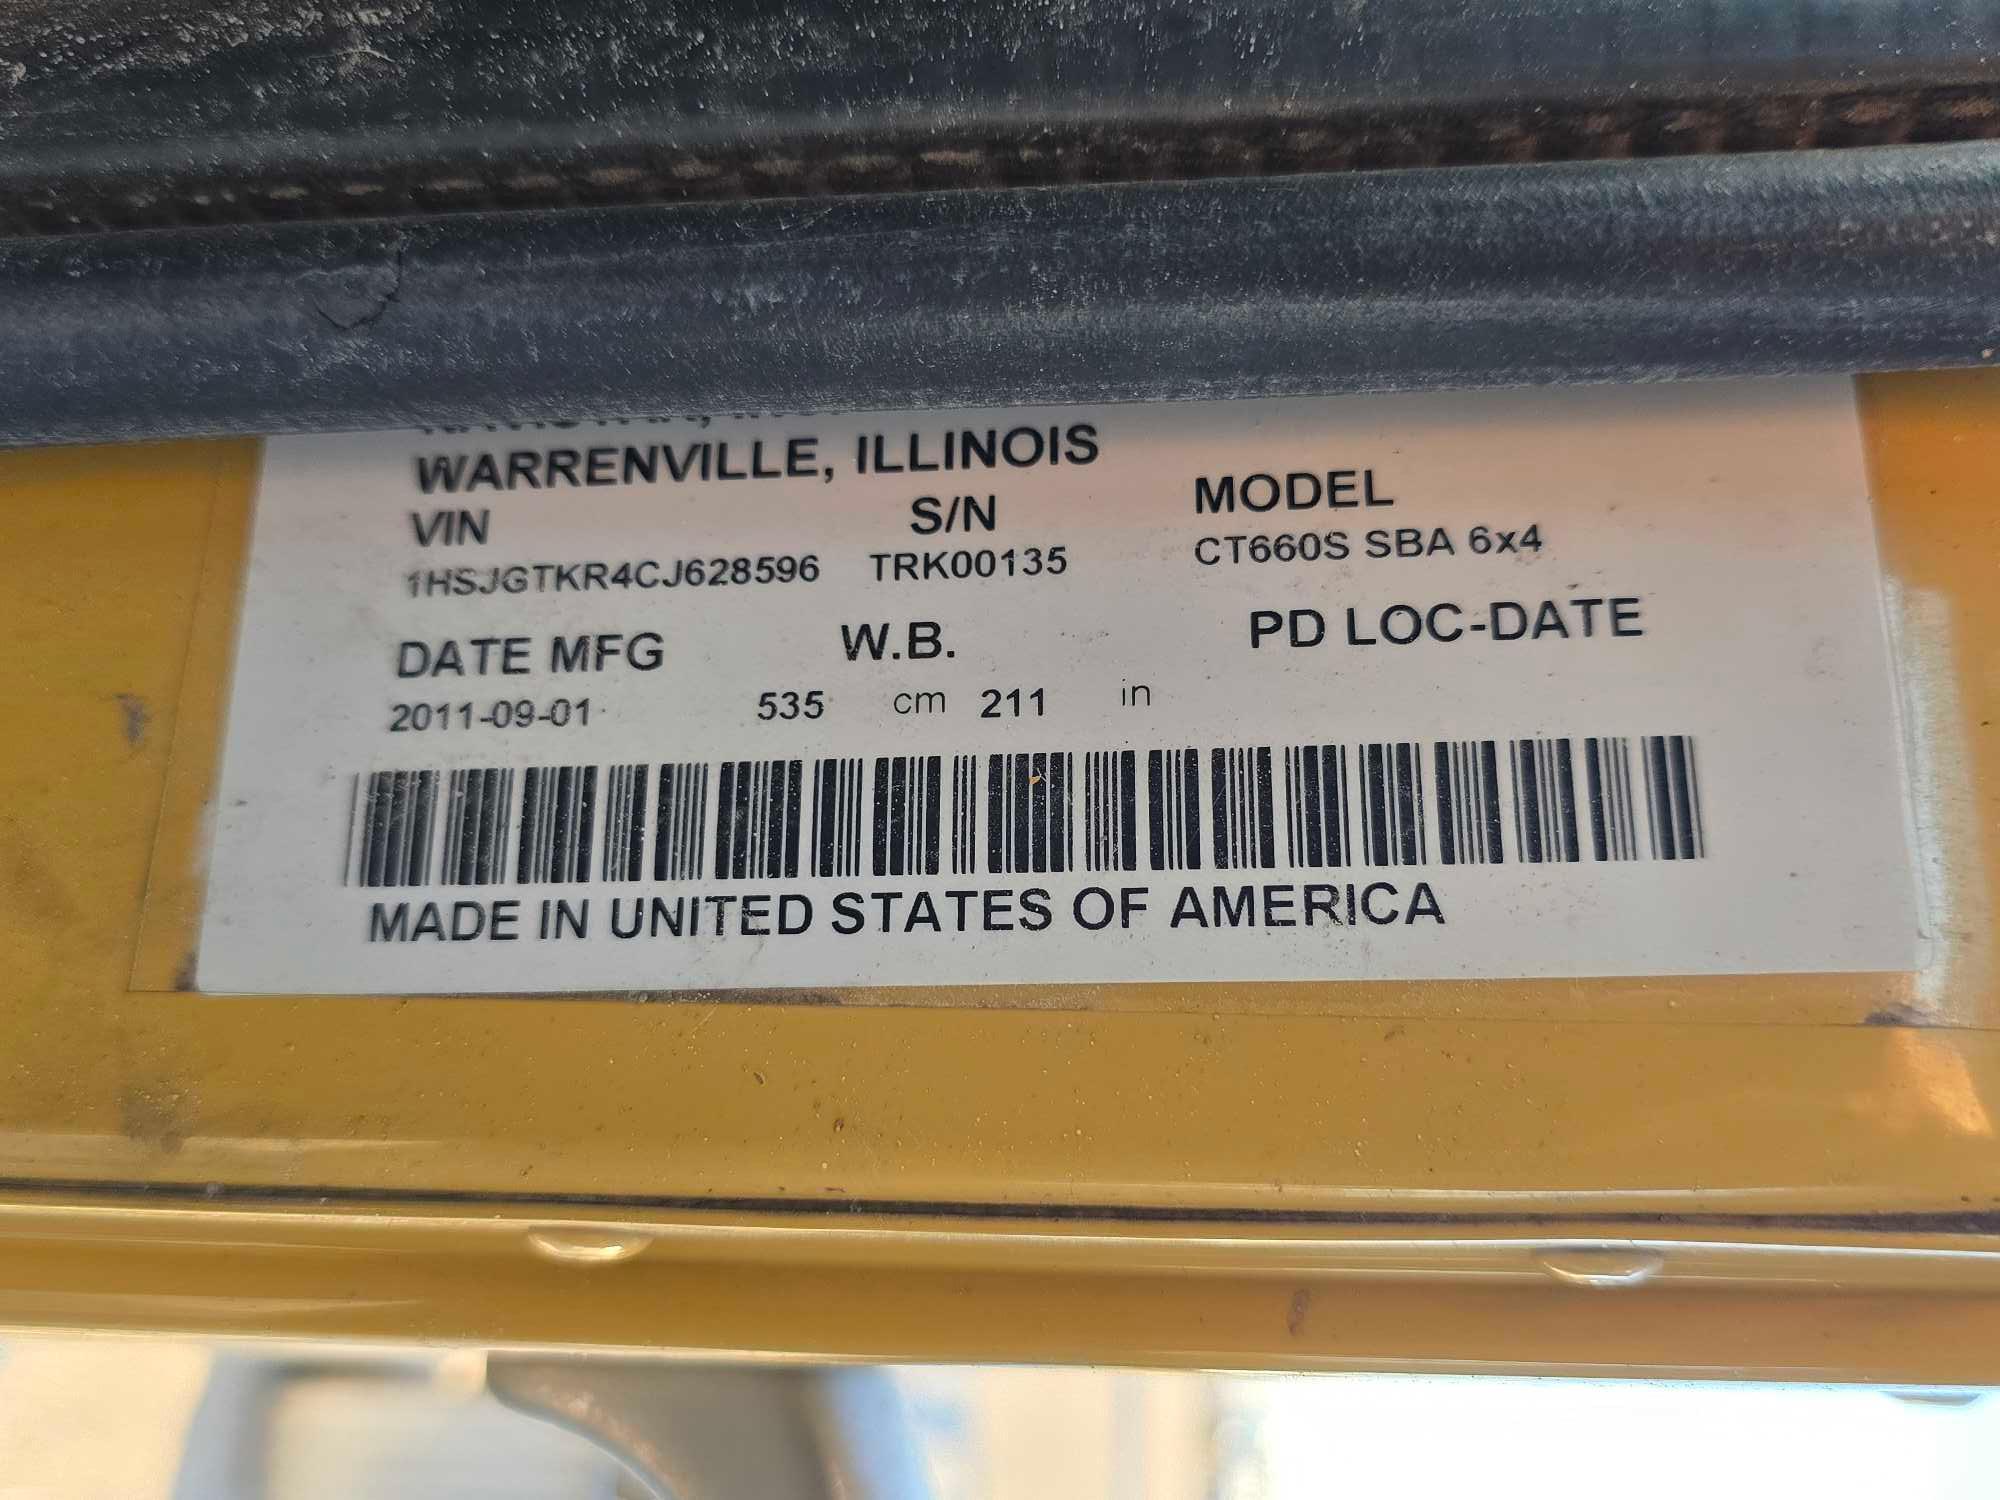 WARRENVILLE, ILLINOIS
VIN S/N MODEL
1HSJGTKR4CJ628596 TRK00135 CT660S SBA 6x4
DATE MFG W.B. PD LOC-DATE
2011-09-01 535 cm 211 in
MADE IN UNITED STATES OF AMERICA